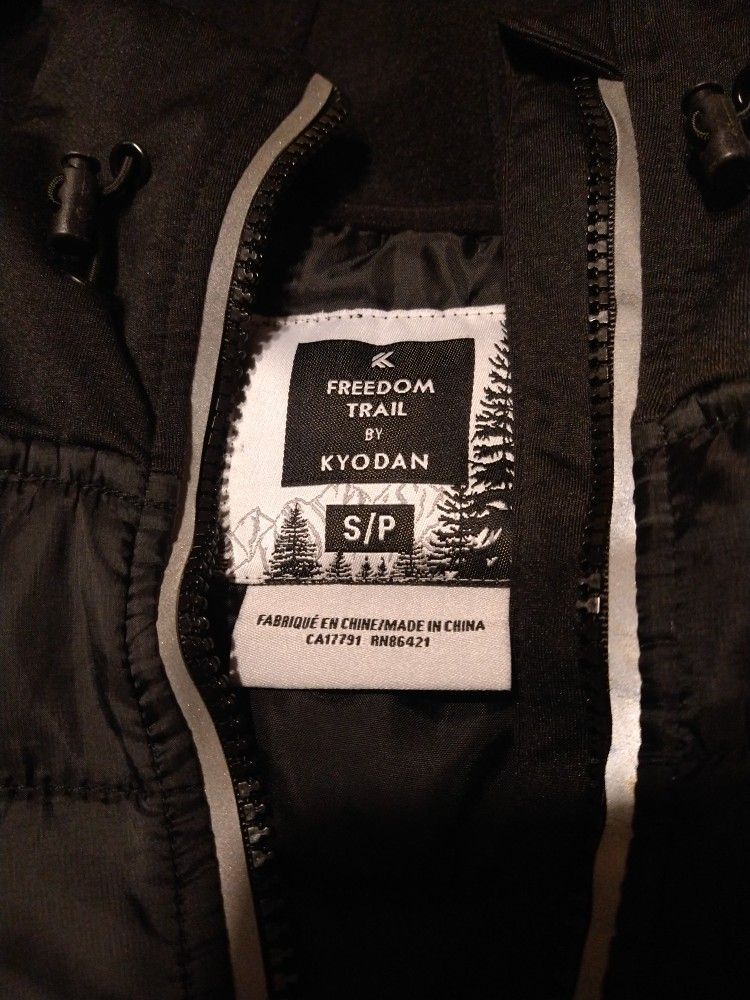 FREEDOM
TRAIL
BY
KYODAN
S/P
FABRIQUÉ EN CHINE/MADE IN CHINA
CA17791 RN86421